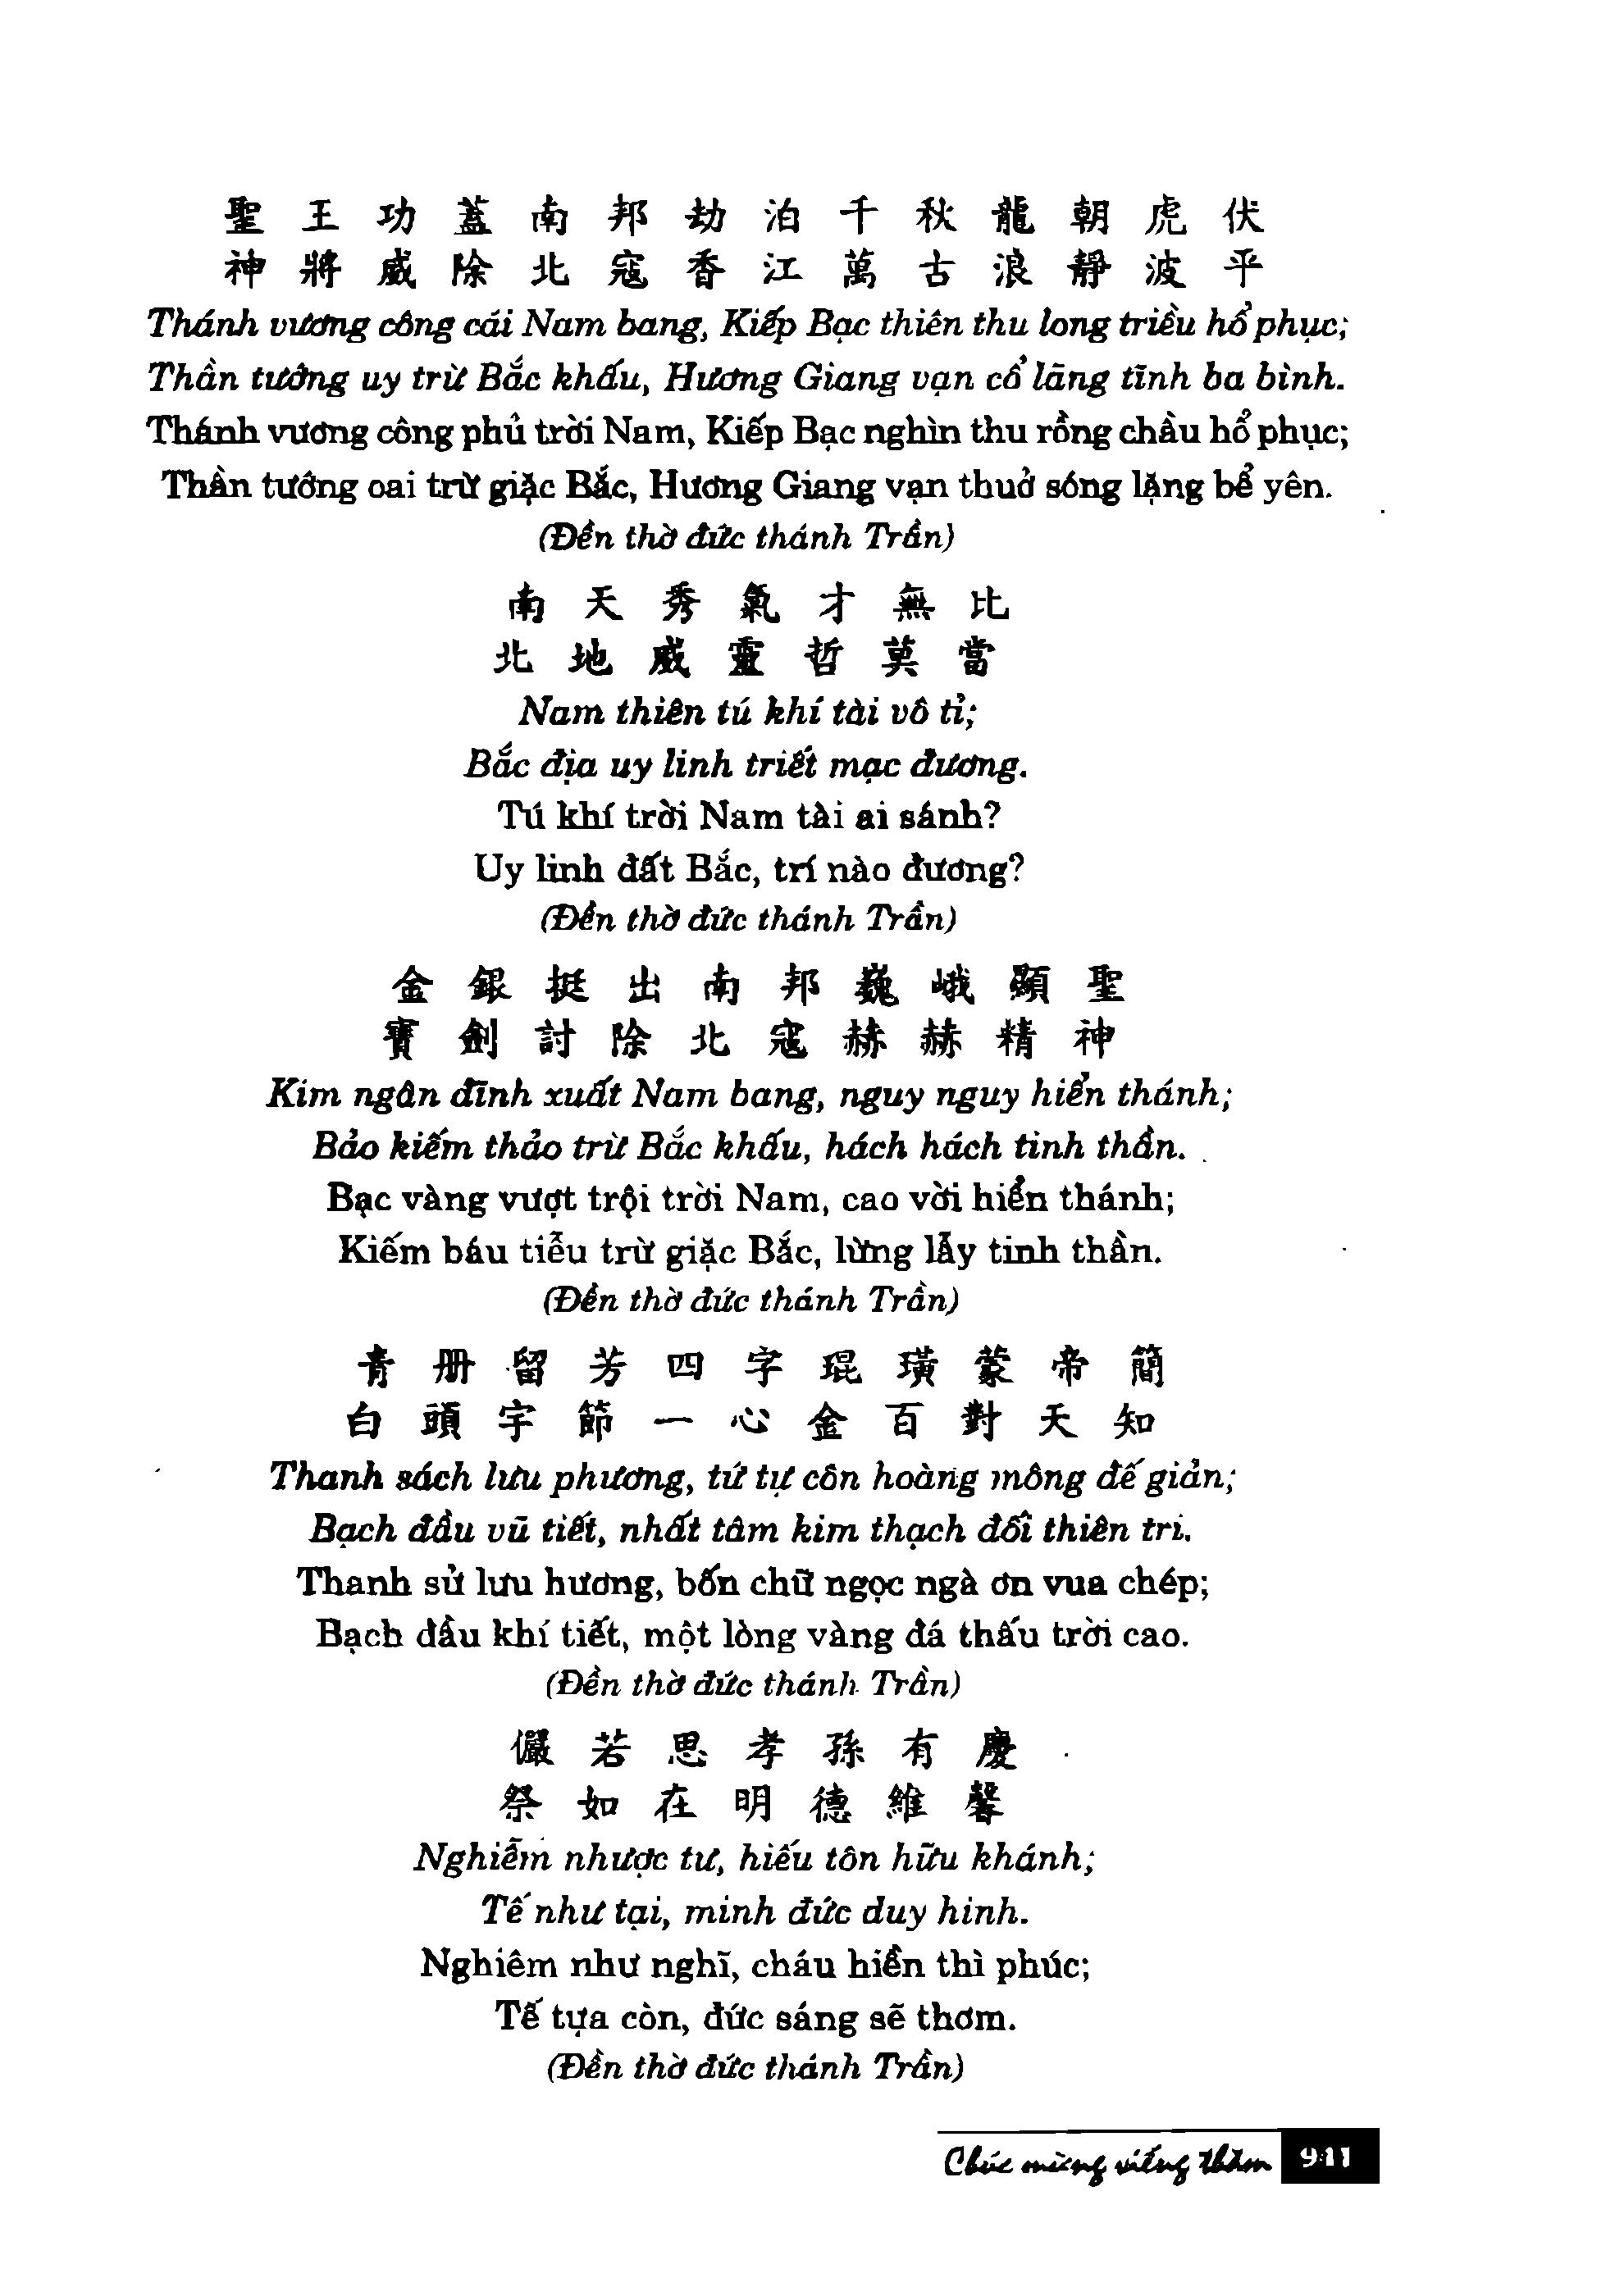 聖王功蓋南邦劫泊千秋龍朝虎伏
神將威除北寇香江萬古浪靜波平
Thánh vương công cái Nam bang, Kiếp Bạc thiên thu long triều hổ phục;
Thần tướng uy trừ Bắc khấu, Hương Giang vạn cổ lãng tĩnh ba bình.
Thánh vương công phủ trời Nam, Kiếp Bạc nghìn thu rồng chầu hổ phục;
Thần tướng oai trừ giặc Bắc, Hương Giang vạn thuở sóng lặng bể yên.
(Đền thờ đức thánh Trần)
南天秀氣才無比
北地威靈哲莫當
Nam thiên tú khí tài vô tỉ;
Bắc địa uy linh triết mạc đương.
Tú khí trời Nam tài ai sánh?
Uy linh đất Bắc, trí nào đương?
(Đền thờ đức thánh Trần)
金銀挺出南邦巍峨顯聖
寶劍討除北寇赫赫精神
Kim ngân đĩnh xuất Nam bang, nguy nguy hiển thánh;
Bảo kiếm thảo trừ Bắc khấu, hách hách tinh thần.
Bạc vàng vượt trội trời Nam, cao vời hiển thánh;
Kiếm báu tiễu trừ giặc Bắc, lừng lẫy tinh thần.
(Đền thờ đức thánh Trần)
青册留芳四字琨璜蒙帝簡
白頭宇節一心金百對天知
Thanh sách lưu phương, tứ tự côn hoàng mông đế giản;
Bạch đầu vũ tiết, nhất tâm kim thạch đối thiên tri.
Thanh sử lưu hương, bốn chữ ngọc ngà ơn vua chép;
Bạch đầu khí tiết, một lòng vàng đá thấu trời cao.
(Đền thờ đức thánh Trần)
儼若思孝孫有慶
祭如在明德維馨
Nghiễm nhược tư, hiếu tôn hữu khánh;
Tế như tại, minh đức duy hinh.
Nghiêm như nghĩ, cháu hiền thì phúc;
Tế tựa còn, đức sáng sẽ thơm.
(Đền thờ đức thánh Trần)
Chúc mừng viếng thăm 941